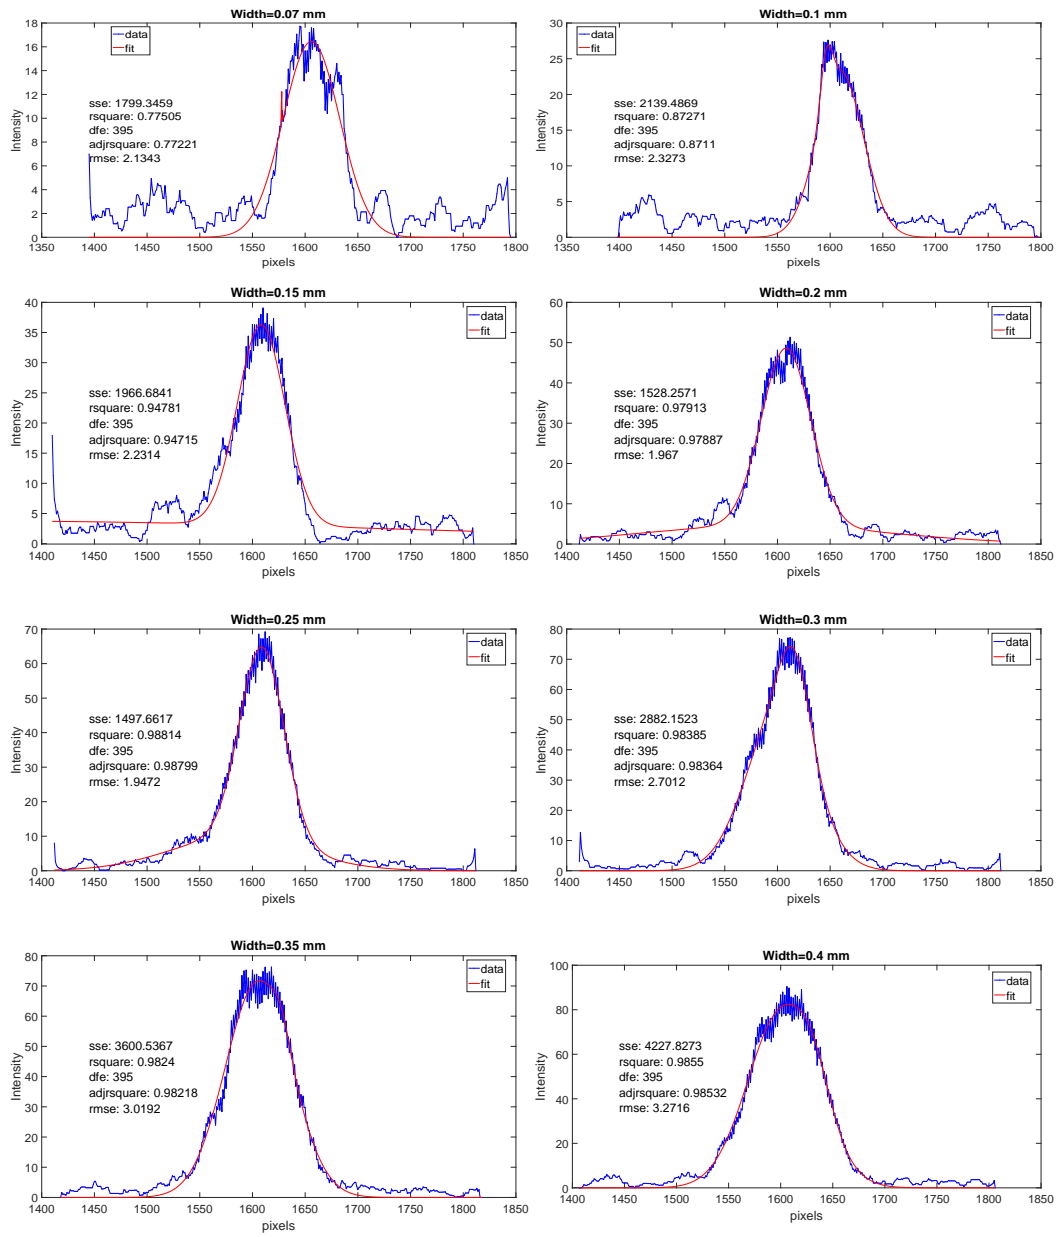 Width=0.07 mm
18
16
14
12
10
8
6
4
2
0
Intensity
data
fit
sse: 1799.3459
rsquare: 0.77505
dfe: 395
adjrsquare: 0.77221
rmse: 2.1343
1350 1400 1450 1500 1550 1600 1650 1700 1750 1800
pixels
Width=0.1 mm
30
25
20
15
10
5
0
Intensity
data
fit
sse: 2139.4869
rsquare: 0.87271
dfe: 395
adjrsquare: 0.8711
rmse: 2.3273
1350 1400 1450 1500 1550 1600 1650 1700 1750 1800
pixels
Width=0.15 mm
40
35
30
25
20
15
10
5
0
Intensity
data
fit
sse: 1966.6841
rsquare: 0.94781
dfe: 395
adjrsquare: 0.94715
rmse: 2.2314
1400 1450 1500 1550 1600 1650 1700 1750 1800 1850
pixels
Width=0.2 mm
60
50
40
30
20
10
0
Intensity
data
fit
sse: 1528.2571
rsquare: 0.97913
dfe: 395
adjrsquare: 0.97887
rmse: 1.967
1400 1450 1500 1550 1600 1650 1700 1750 1800 1850
pixels
Width=0.25 mm
70
60
50
40
30
20
10
0
Intensity
data
fit
sse: 1497.6617
rsquare: 0.98814
dfe: 395
adjrsquare: 0.98799
rmse: 1.9472
1400 1450 1500 1550 1600 1650 1700 1750 1800 1850
pixels
Width=0.3 mm
80
70
60
50
40
30
20
10
0
Intensity
data
fit
sse: 2882.1523
rsquare: 0.98385
dfe: 395
adjrsquare: 0.98364
rmse: 2.7012
1400 1450 1500 1550 1600 1650 1700 1750 1800 1850
pixels
Width=0.35 mm
80
70
60
50
40
30
20
10
0
Intensity
data
fit
sse: 3600.5367
rsquare: 0.9824
dfe: 395
adjrsquare: 0.98218
rmse: 3.0192
1400 1450 1500 1550 1600 1650 1700 1750 1800 1850
pixels
Width=0.4 mm
100
80
60
40
20
0
Intensity
data
fit
sse: 4227.8273
rsquare: 0.9855
dfe: 395
adjrsquare: 0.98532
rmse: 3.2716
1400 1450 1500 1550 1600 1650 1700 1750 1800 1850
pixels